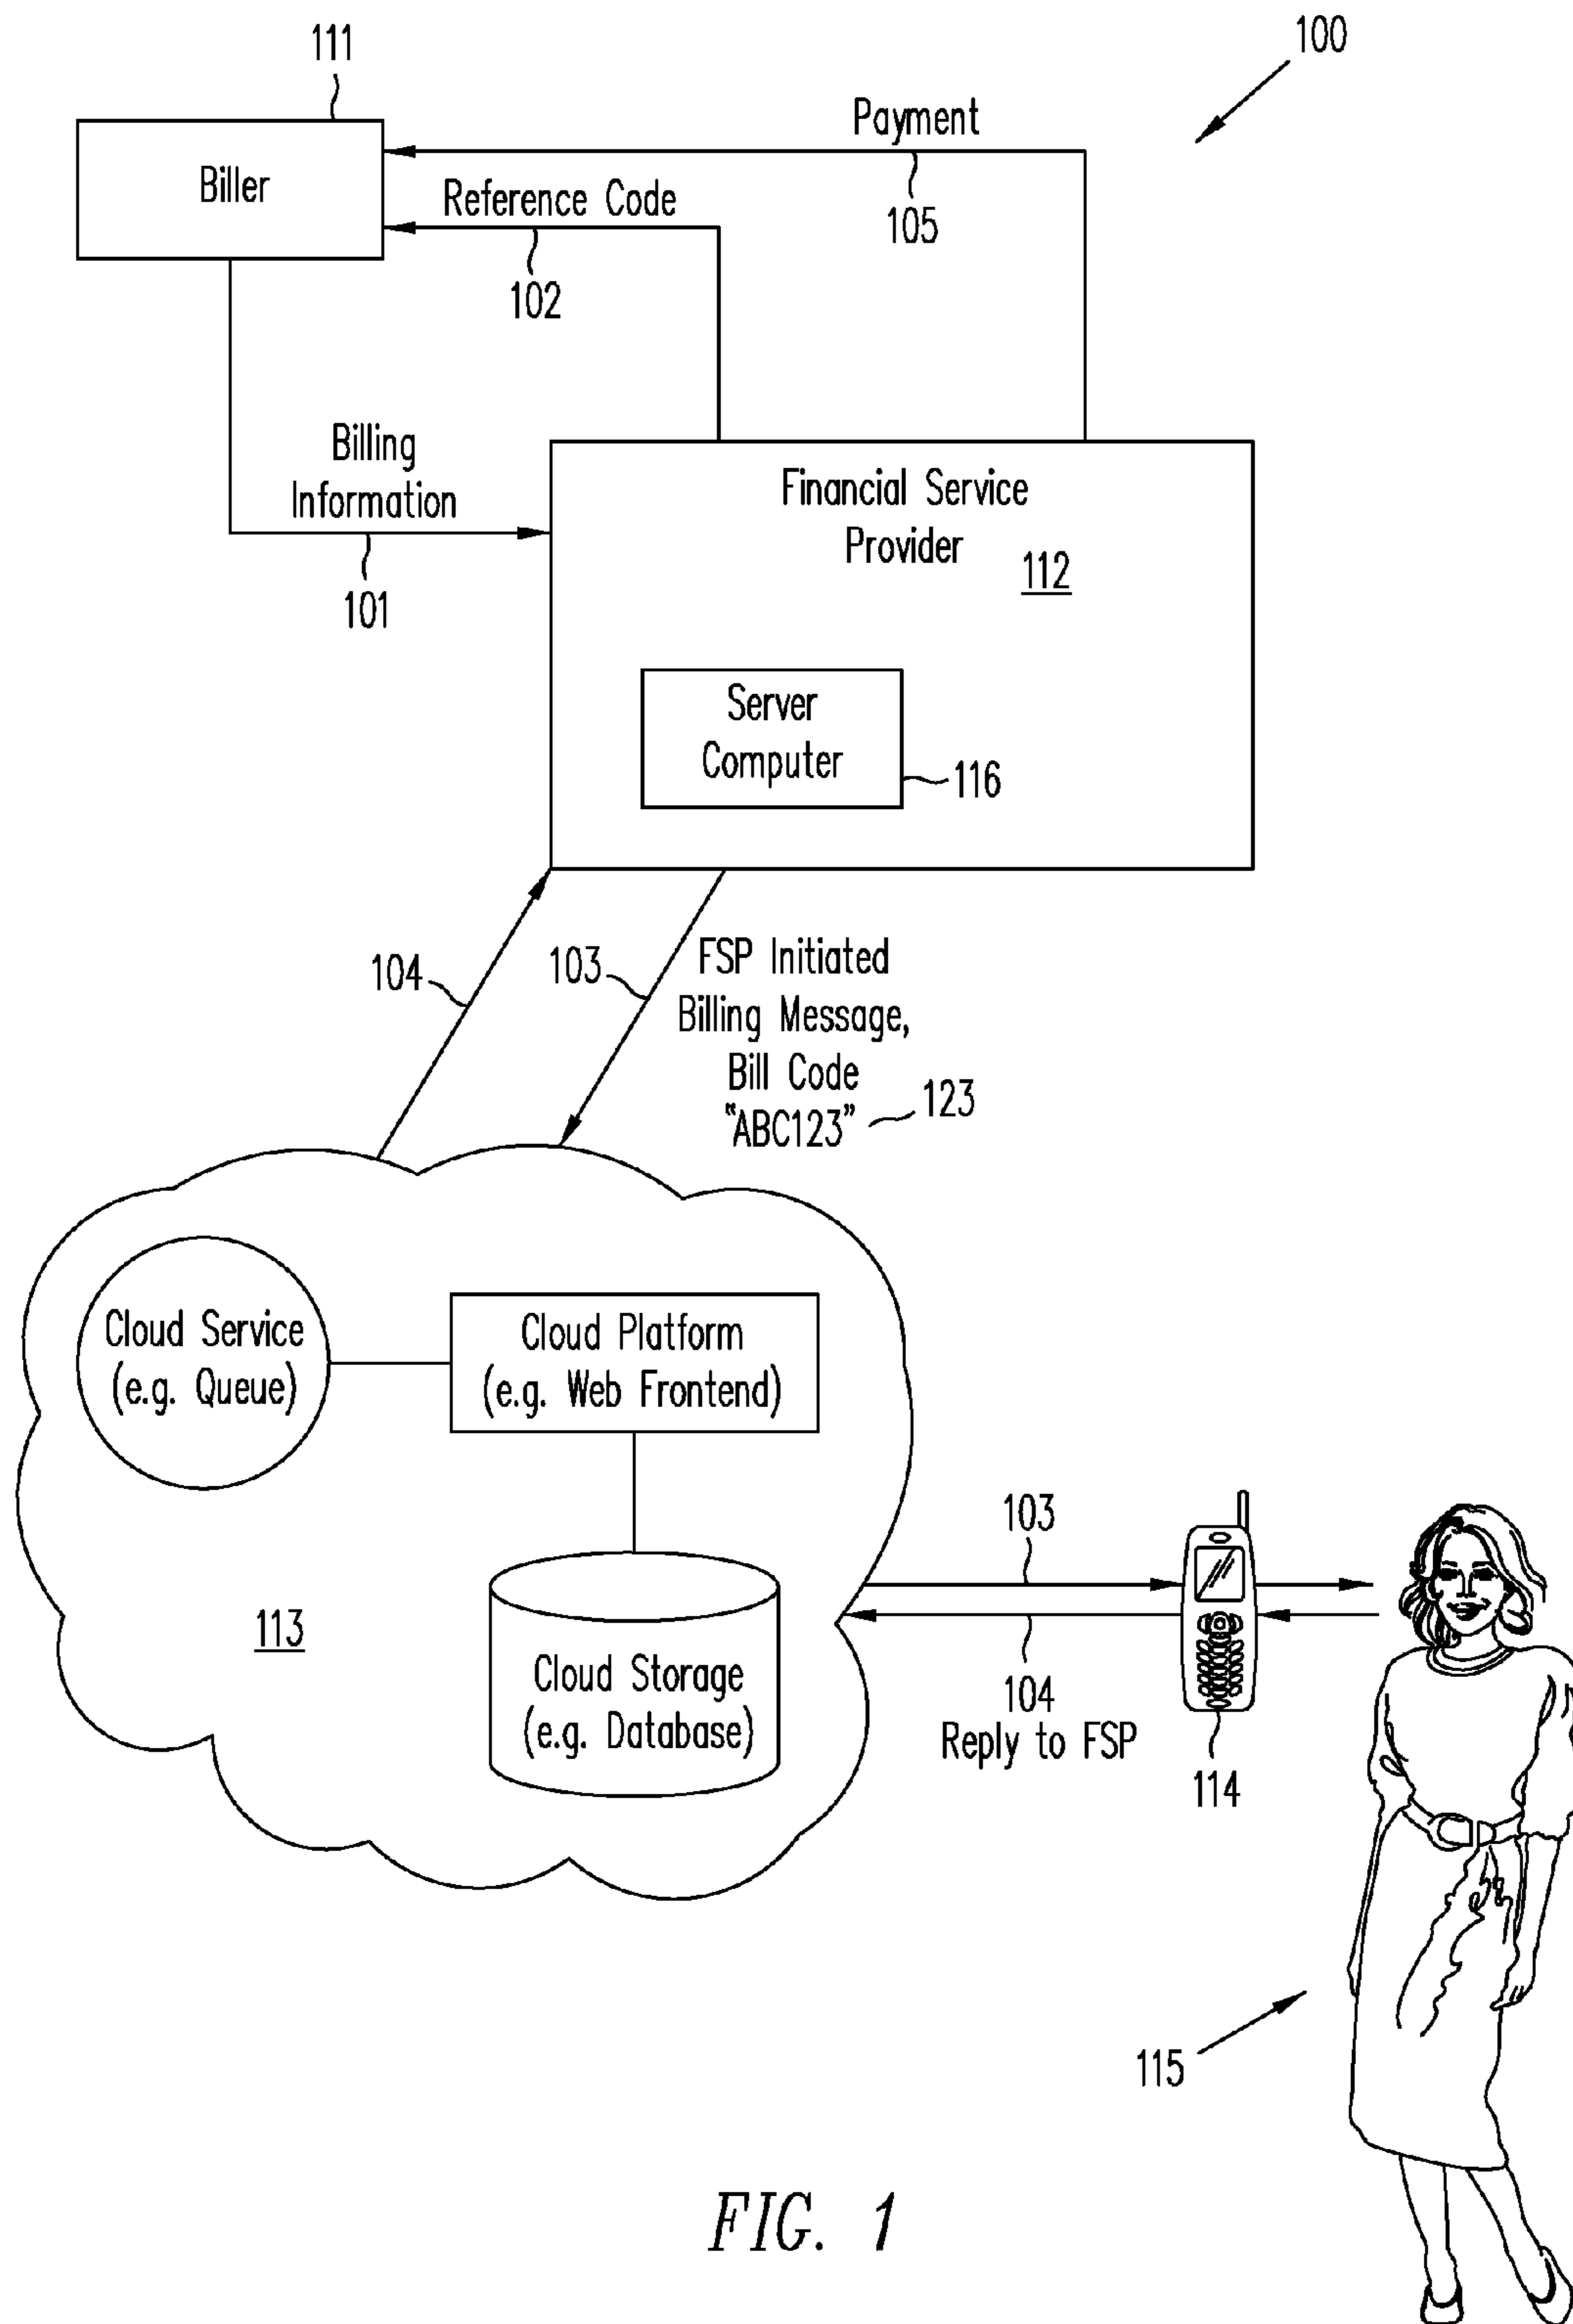 100
111
Payment
105
Biller
Reference Code
102
Billing
Information
101
Financial Service
Provider
112
Server
Computer
116
104
103
FSP Initiated
Billing Message,
Bill Code
"ABC123"
123
Cloud Service
(e.g. Queue)
Cloud Platform
(e.g. Web Frontend)
113
Cloud Storage
(e.g. Database)
103
104
Reply to FSP
114
115
FIG. 1